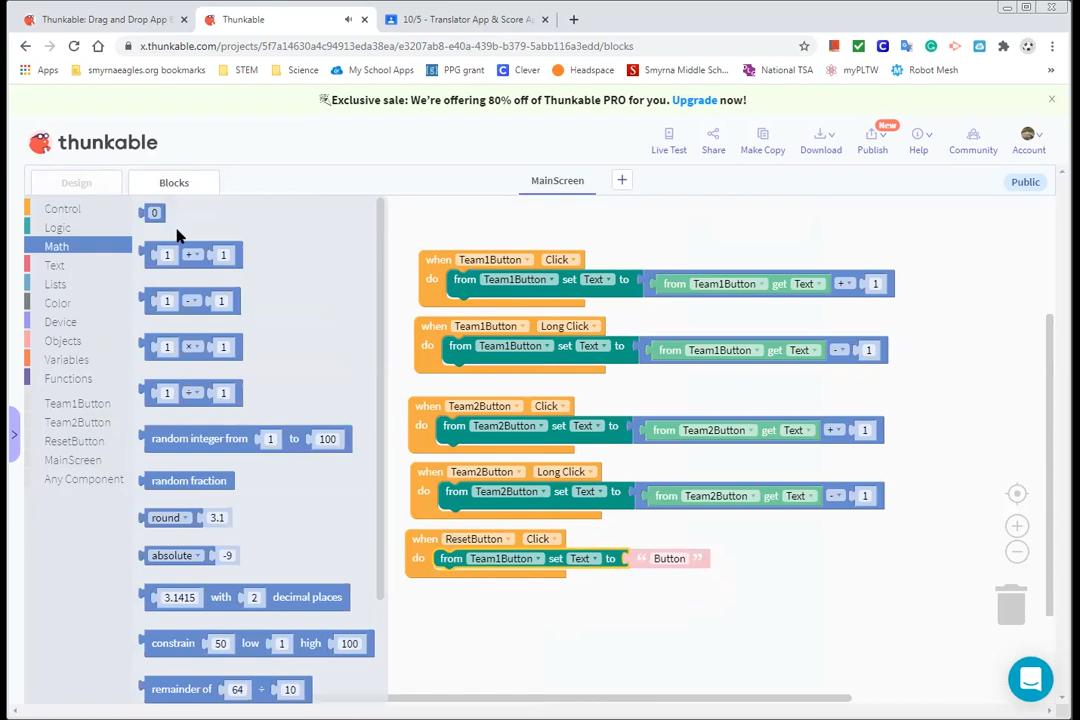 Thunkable: Drag and Drop App B
Thunkable
10/5 - Translator App & Score Ap
x.thunkable.com/projects/5f7a14630a4c94913eda38ea/e3207ab8-e40a-439b-b373-5abb116a3edd/blocks
Apps
smyrnaeagles.org bookmarks
STEM
Science
My School Apps
PPG grant
Clever
Headspace
Smyrna Middle Sch...
National TSA
myPLTW
Robot Mesh
»
Exclusive sale: We're offering 80% off of Thunkable PRO for you. Upgrade now!
thunkable
New
Live Test
Share
Make Copy
Download
Publish
Help
Community
Account
Design
Blocks
MainScreen
+
Public
Control
Logic
Math
Text
Lists
Color
Device
Objects
Variables
Functions
Team1Button
Team2Button
ResetButton
MainScreen
Any Component
0
1 + 1
1 - 1
1 × 1
1 ÷ 1
random integer from 1 to 100
random fraction
round 3.1
absolute -9
3.1415 with 2 decimal places
constrain 50 low 1 high 100
remainder of 64 ÷ 10
when Team1Button Click
do from Team1Button set Text to from Team1Button get Text + 1
when Team1Button Long Click
do from Team1Button set Text to from Team1Button get Text - 1
when Team2Button Click
do from Team2Button set Text to from Team2Button get Text + 1
when Team2Button Long Click
do from Team2Button set Text to from Team2Button get Text - 1
when ResetButton Click
do from Team1Button set Text to “ Button ”